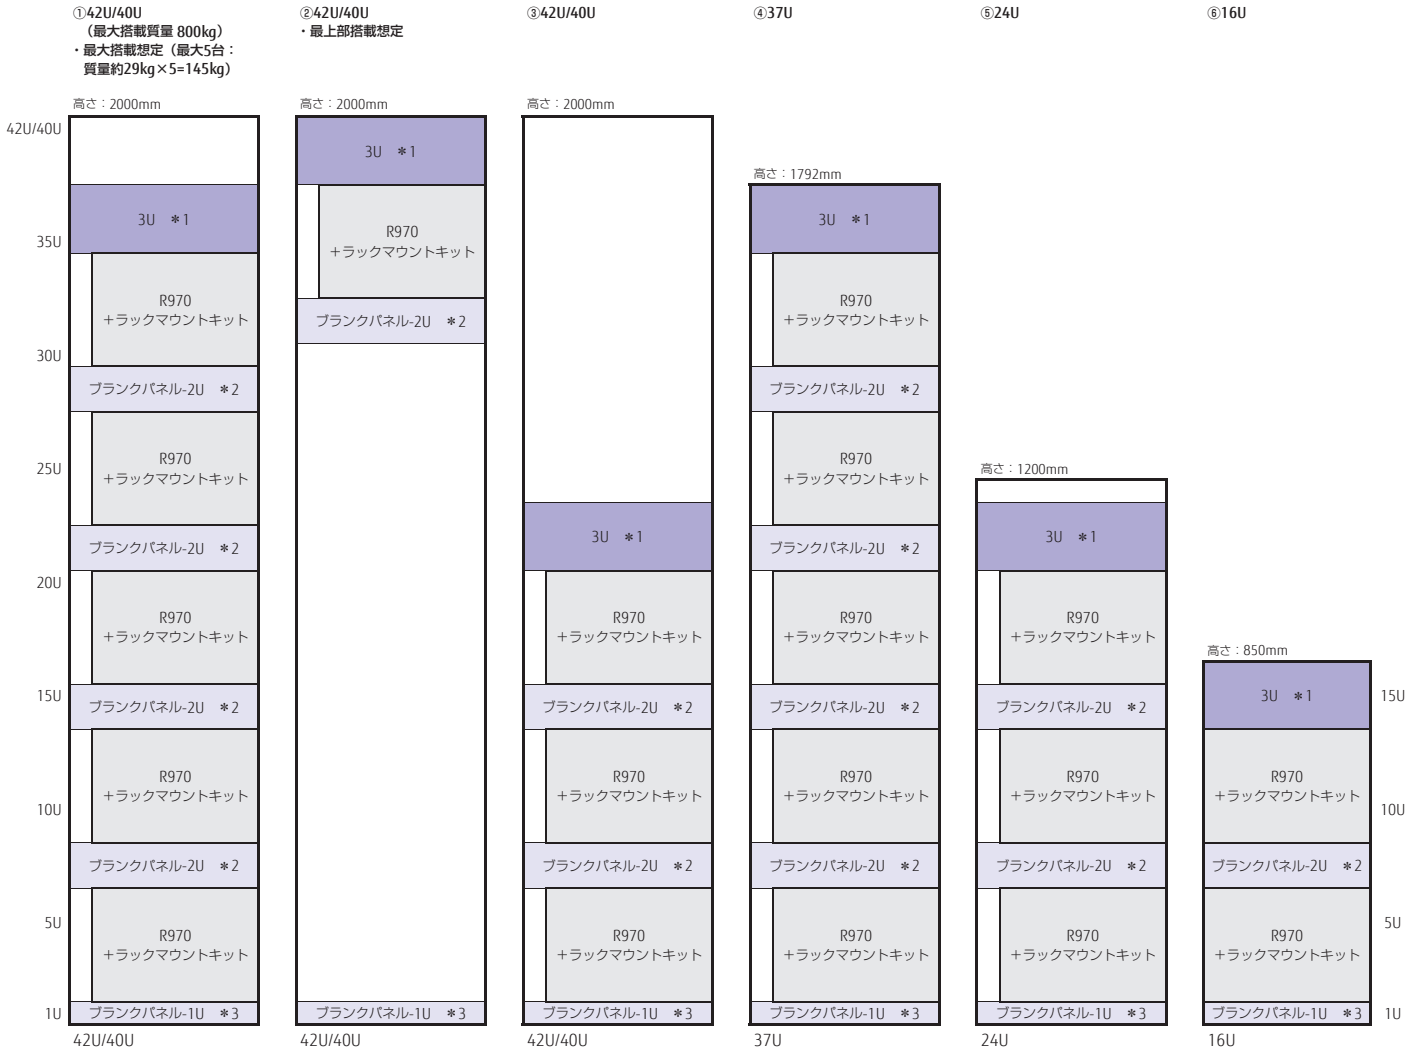 ①42U/40U
（最大搭載質量 800kg）
・最大搭載想定（最大5台：
質量約29kg×5=145kg）
②42U/40U
・最上部搭載想定
③42U/40U
④37U
⑤24U
⑥16U
高さ：2000mm
42U/40U
35U
30U
25U
20U
15U
10U
5U
1U
3U ＊1
R970
＋ラックマウントキット
ブランクパネル-2U ＊2
R970
＋ラックマウントキット
ブランクパネル-2U ＊2
R970
＋ラックマウントキット
ブランクパネル-2U ＊2
R970
＋ラックマウントキット
ブランクパネル-2U ＊2
R970
＋ラックマウントキット
ブランクパネル-1U ＊3
42U/40U
高さ：2000mm
3U ＊1
R970
＋ラックマウントキット
ブランクパネル-2U ＊2
ブランクパネル-1U ＊3
42U/40U
高さ：2000mm
3U ＊1
R970
＋ラックマウントキット
ブランクパネル-2U ＊2
R970
＋ラックマウントキット
ブランクパネル-2U ＊2
R970
＋ラックマウントキット
ブランクパネル-1U ＊3
42U/40U
高さ：1792mm
3U ＊1
R970
＋ラックマウントキット
ブランクパネル-2U ＊2
R970
＋ラックマウントキット
ブランクパネル-2U ＊2
R970
＋ラックマウントキット
ブランクパネル-2U ＊2
R970
＋ラックマウントキット
ブランクパネル-2U ＊2
R970
＋ラックマウントキット
ブランクパネル-1U ＊3
37U
高さ：1200mm
3U ＊1
R970
＋ラックマウントキット
ブランクパネル-2U ＊2
R970
＋ラックマウントキット
ブランクパネル-2U ＊2
R970
＋ラックマウントキット
ブランクパネル-1U ＊3
24U
高さ：850mm
3U ＊1
R970
＋ラックマウントキット
ブランクパネル-2U ＊2
R970
＋ラックマウントキット
ブランクパネル-1U ＊3
16U
15U
10U
5U
1U